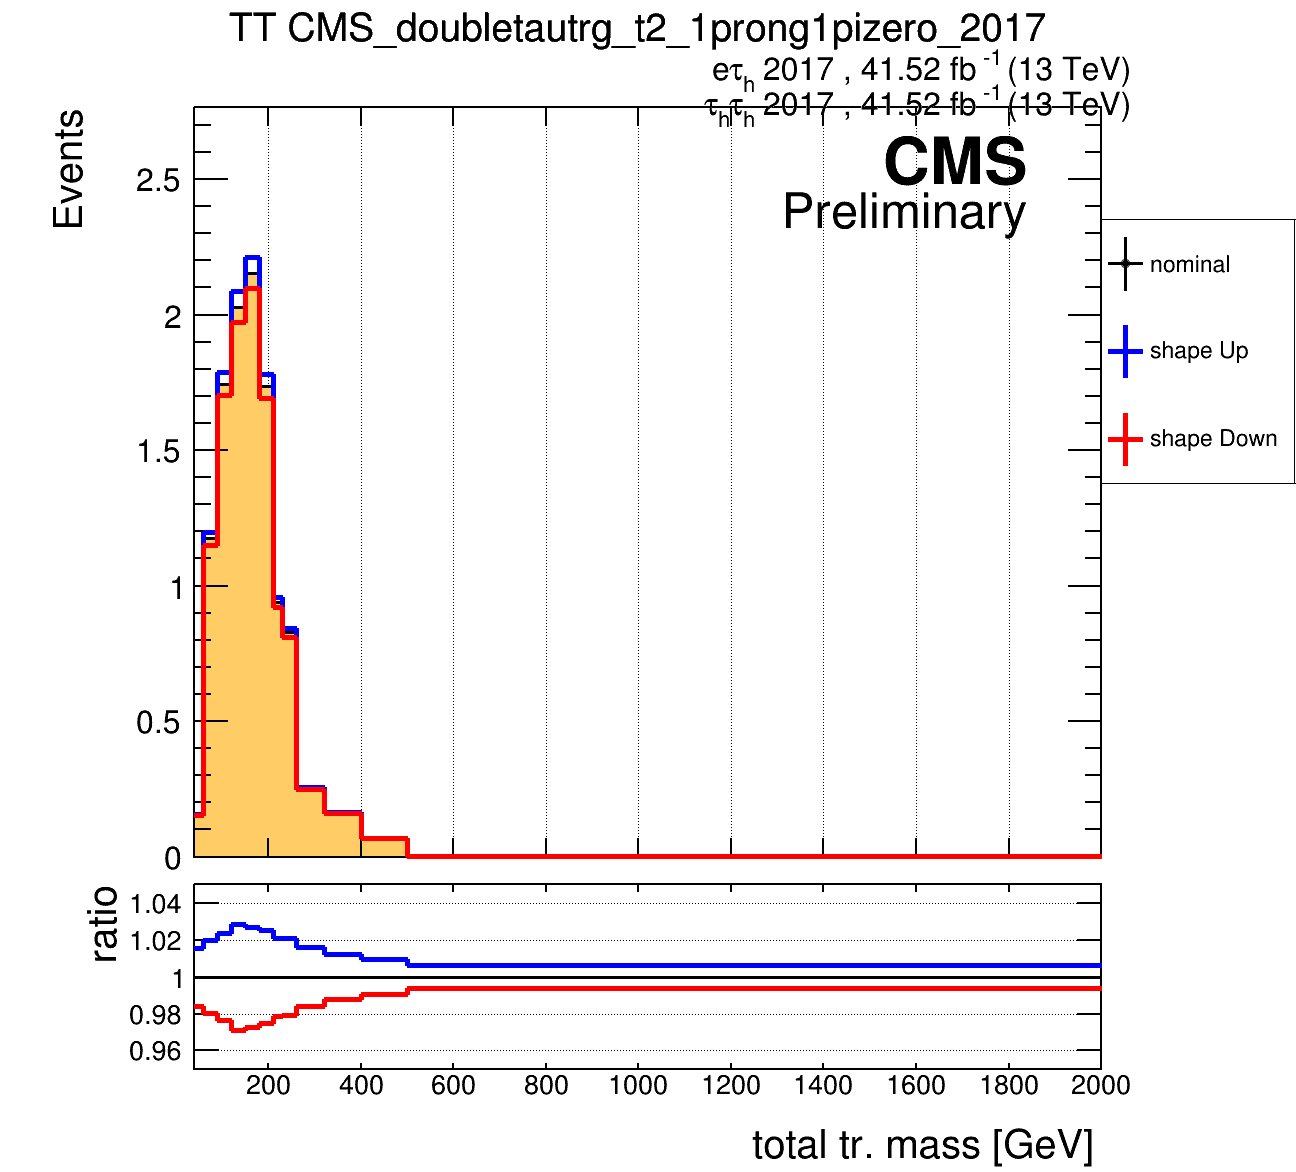 TT CMS_doubletautrg_t2_1prong1pizero_2017
eτh 2017 , 41.52 fb-1 (13 TeV)
τhτh 2017 , 41.52 fb-1 (13 TeV)
CMS
Preliminary
Events
2.5
2
1.5
1
0.5
0
nominal
shape Up
shape Down
ratio
1.04
1.02
1
0.98
0.96
200 400 600 800 1000 1200 1400 1600 1800 2000
total tr. mass [GeV]